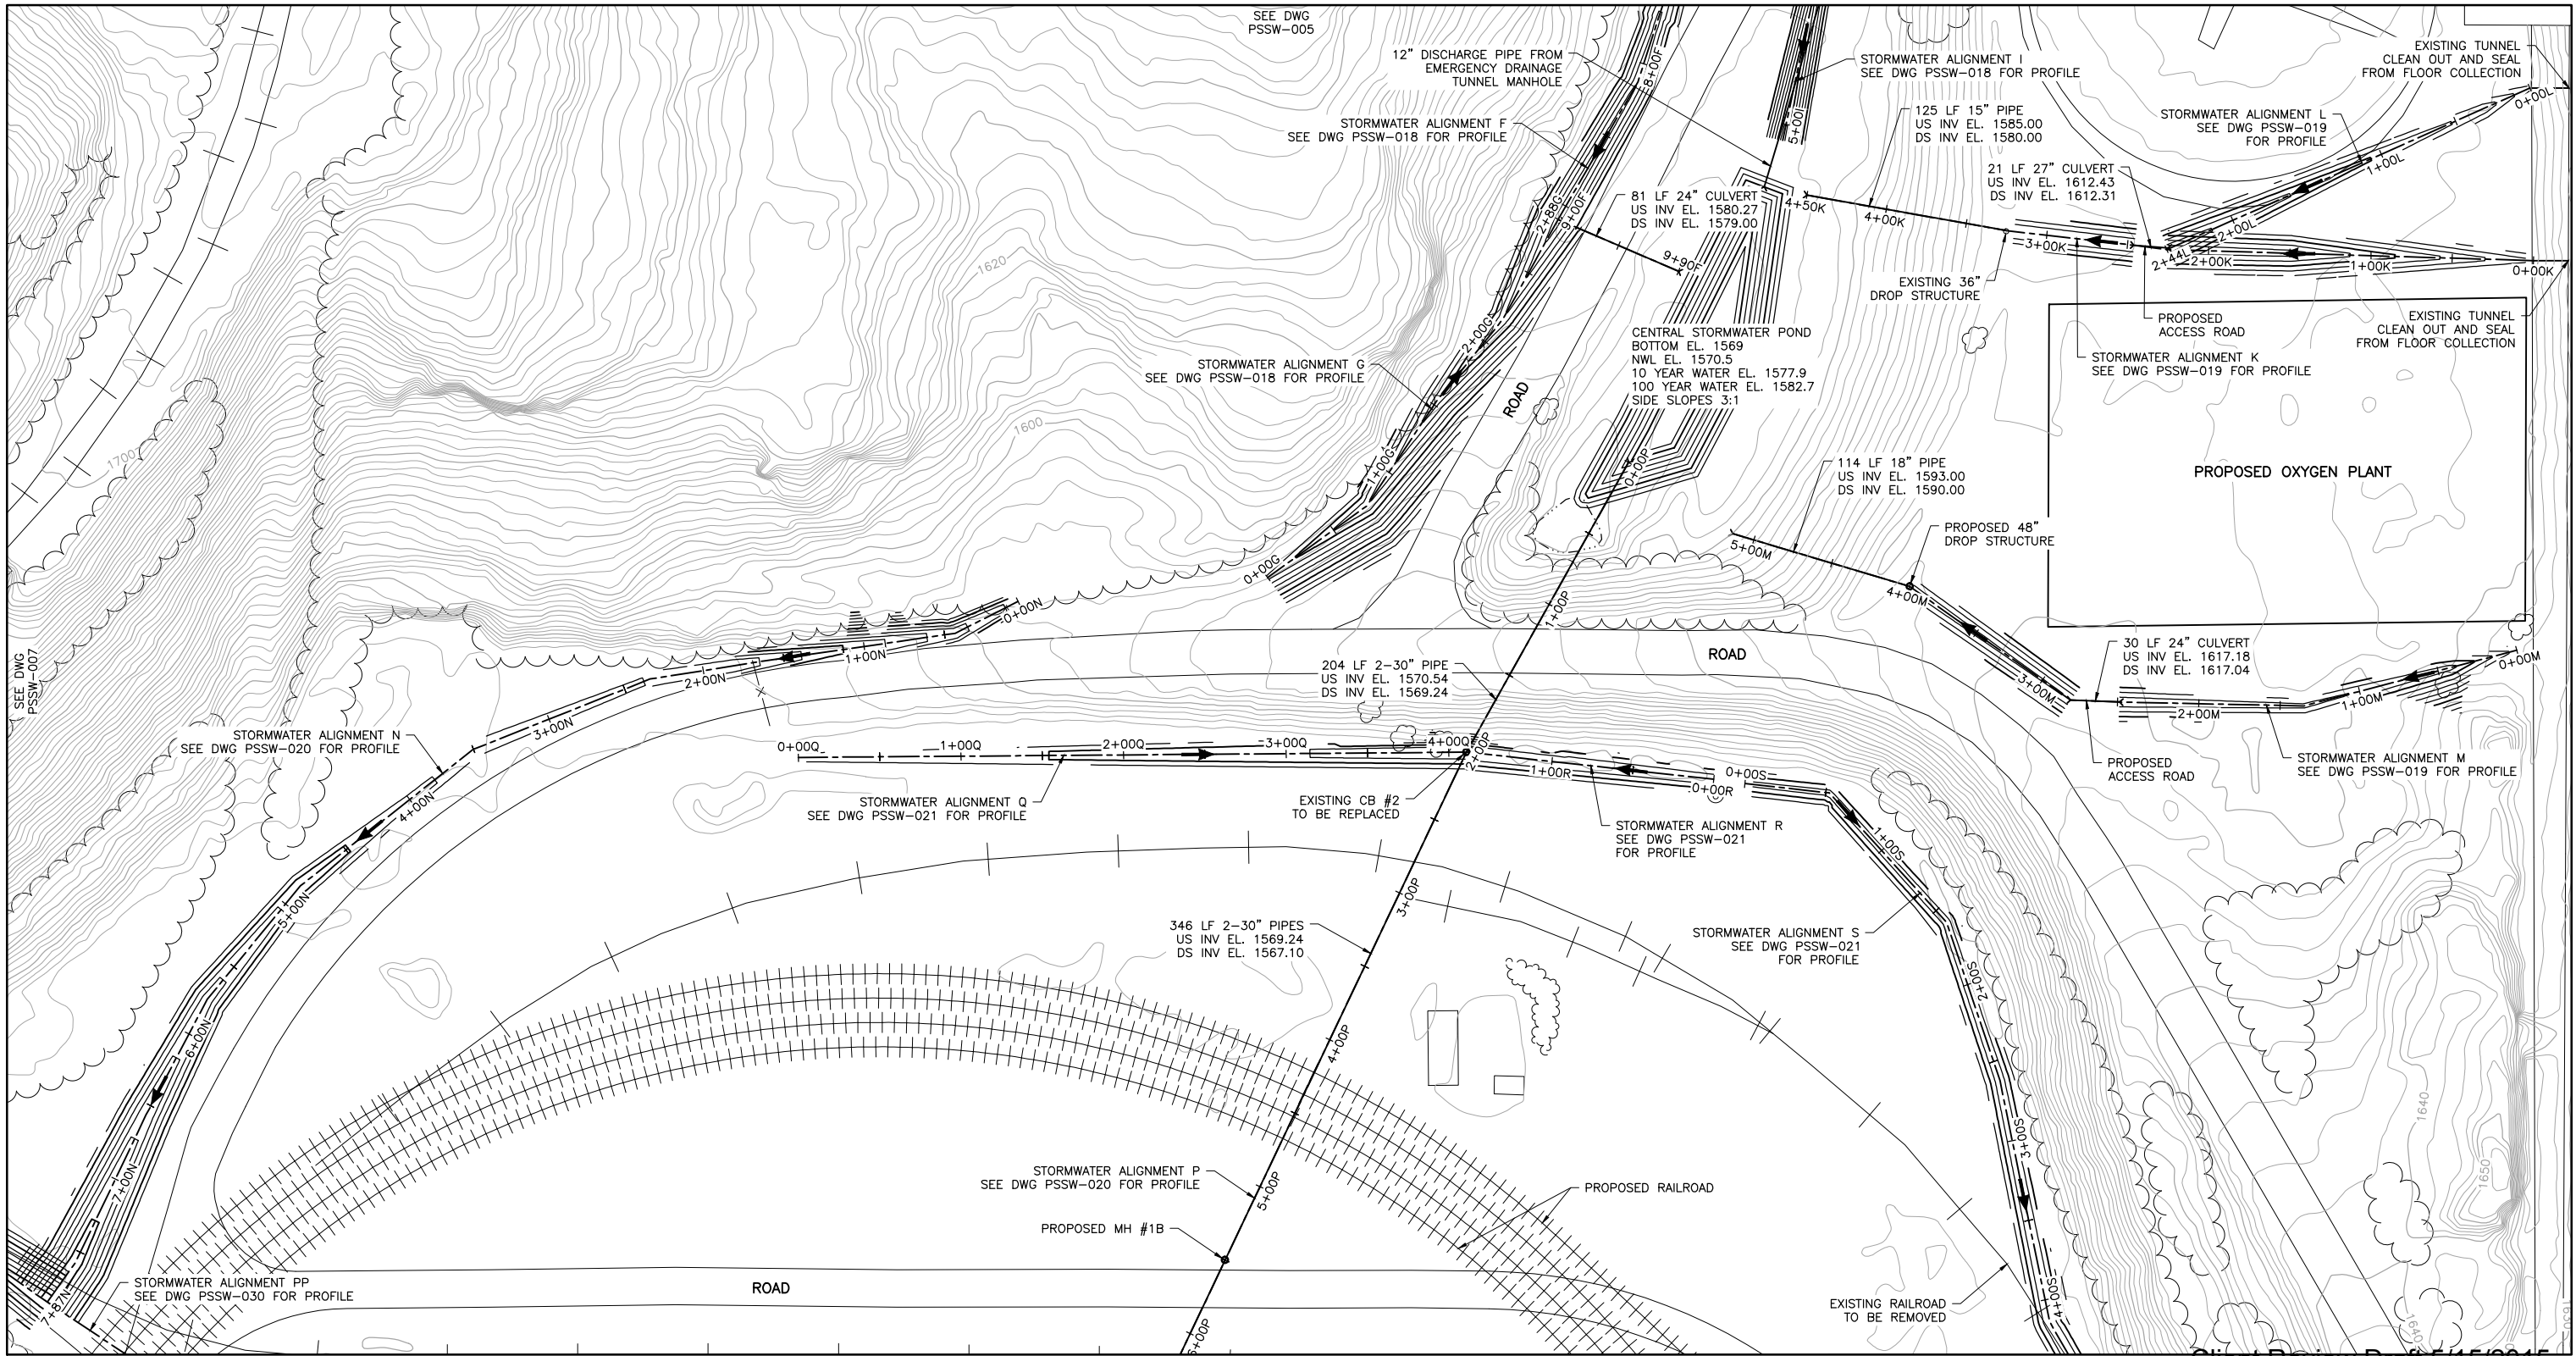 SEE DWG
PSSW-005
12" DISCHARGE PIPE FROM
EMERGENCY DRAINAGE
TUNNEL MANHOLE
STORMWATER ALIGNMENT F
SEE DWG PSSW-018 FOR PROFILE
8+00F
5+00I
STORMWATER ALIGNMENT I
SEE DWG PSSW-018 FOR PROFILE
125 LF 15" PIPE
US INV EL. 1585.00
DS INV EL. 1580.00
EXISTING TUNNEL
CLEAN OUT AND SEAL
FROM FLOOR COLLECTION
0+00L
STORMWATER ALIGNMENT L
SEE DWG PSSW-019
FOR PROFILE
1+00L
21 LF 27" CULVERT
US INV EL. 1612.43
DS INV EL. 1612.31
81 LF 24" CULVERT
US INV EL. 1580.27
DS INV EL. 1579.00
2+88G
9+00F
9+90F
4+50K
4+00K
3+00K
2+00L
2+44L
2+00K
1+00K
0+00K
1620
EXISTING 36"
DROP STRUCTURE
PROPOSED
ACCESS ROAD
EXISTING TUNNEL
CLEAN OUT AND SEAL
FROM FLOOR COLLECTION
STORMWATER ALIGNMENT K
SEE DWG PSSW-019 FOR PROFILE
CENTRAL STORMWATER POND
BOTTOM EL. 1569
NWL EL. 1570.5
10 YEAR WATER EL. 1577.9
100 YEAR WATER EL. 1582.7
SIDE SLOPES 3:1
STORMWATER ALIGNMENT G
SEE DWG PSSW-018 FOR PROFILE
2+00G
ROAD
1600
1700
1+00G
0+00P
PROPOSED OXYGEN PLANT
114 LF 18" PIPE
US INV EL. 1593.00
DS INV EL. 1590.00
PROPOSED 48"
DROP STRUCTURE
5+00M
4+00M
0+00G
0+00N
1+00P
30 LF 24" CULVERT
US INV EL. 1617.18
DS INV EL. 1617.04
0+00M
SEE DWG
PSSW-007
1+00N
2+00N
204 LF 2-30" PIPE
US INV EL. 1570.54
DS INV EL. 1569.24
ROAD
3+00M
2+00M
1+00M
3+00N
STORMWATER ALIGNMENT N
SEE DWG PSSW-020 FOR PROFILE
0+00Q
1+00Q
2+00Q
3+00Q
4+00Q
2+00P
1+00R
0+00S
0+00R
PROPOSED
ACCESS ROAD
STORMWATER ALIGNMENT M
SEE DWG PSSW-019 FOR PROFILE
4+00N
STORMWATER ALIGNMENT Q
SEE DWG PSSW-021 FOR PROFILE
EXISTING CB #2
TO BE REPLACED
STORMWATER ALIGNMENT R
SEE DWG PSSW-021
FOR PROFILE
1+00S
5+00N
3+00P
346 LF 2-30" PIPES
US INV EL. 1569.24
DS INV EL. 1567.10
STORMWATER ALIGNMENT S
SEE DWG PSSW-021
FOR PROFILE
2+00S
6+00N
4+00P
3+00S
1640
7+00N
STORMWATER ALIGNMENT P
SEE DWG PSSW-020 FOR PROFILE
5+00P
PROPOSED RAILROAD
1650
PROPOSED MH #1B
STORMWATER ALIGNMENT PP
SEE DWG PSSW-030 FOR PROFILE
7+87N
ROAD
EXISTING RAILROAD
TO BE REMOVED
4+00S
6+00P
1640
Client Review Draft 5/15/2015